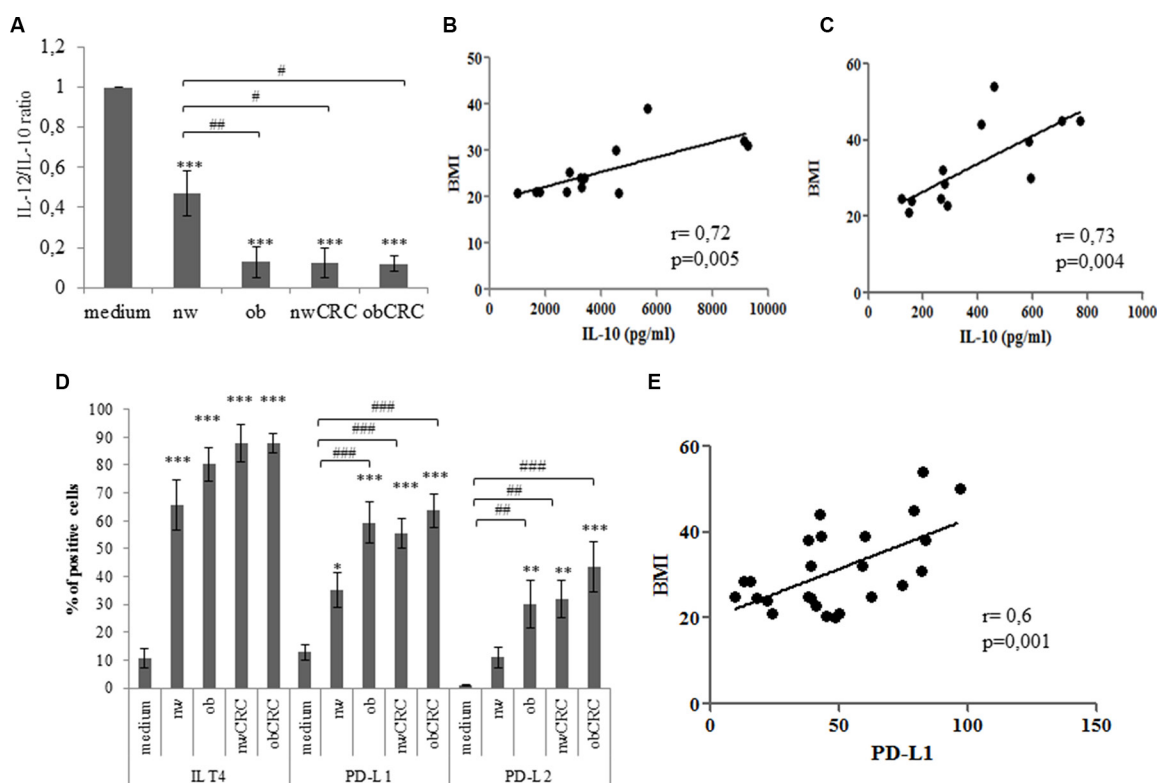 A
IL-12/IL-10 ratio
1,2
1
0,8
0,6
0,4
0,2
0
#
#
##
***
***
***
***
medium nw ob nwCRC obCRC
B
BMI
50
40
30
20
10
0
r= 0,72
p=0,005
0 2000 4000 6000 8000 10000
IL-10 (pg/ml)
C
BMI
60
40
20
0
r= 0,73
p=0,004
0 200 400 600 800 1000
IL-10 (pg/ml)
D
% of positive cells
100
90
80
70
60
50
40
30
20
10
0
***
***
***
***
###
###
###
*
***
***
***
###
##
##
**
**
***
medium nw ob nwCRC obCRC medium nw ob nwCRC obCRC medium nw ob nwCRC obCRC
IL T4 PD-L 1 PD-L 2
E
BMI
60
40
20
0
r= 0,6
p=0,001
0 50 100 150
PD-L1